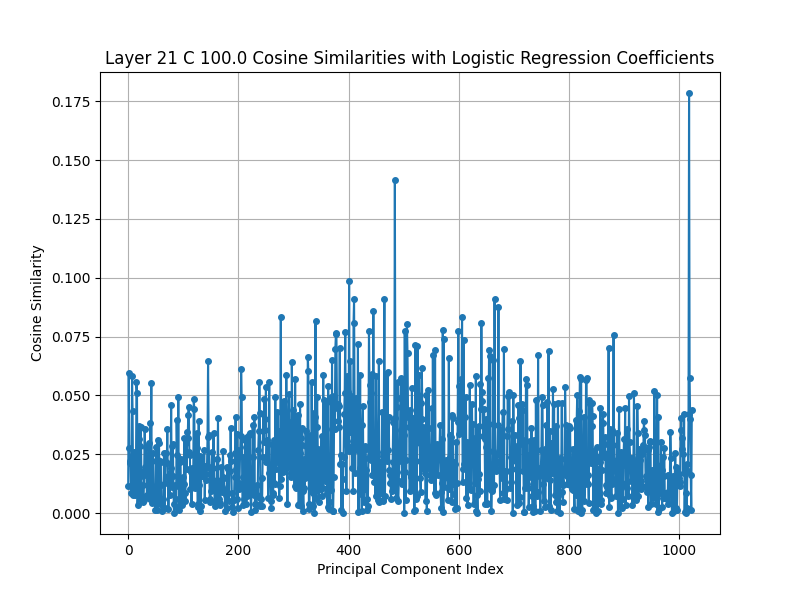 Layer 21 C 100.0 Cosine Similarities with Logistic Regression Coefficients
0.175
0.150
0.125
0.100
0.075
0.050
0.025
0.000
Cosine Similarity
0 200 400 600 800 1000
Principal Component Index